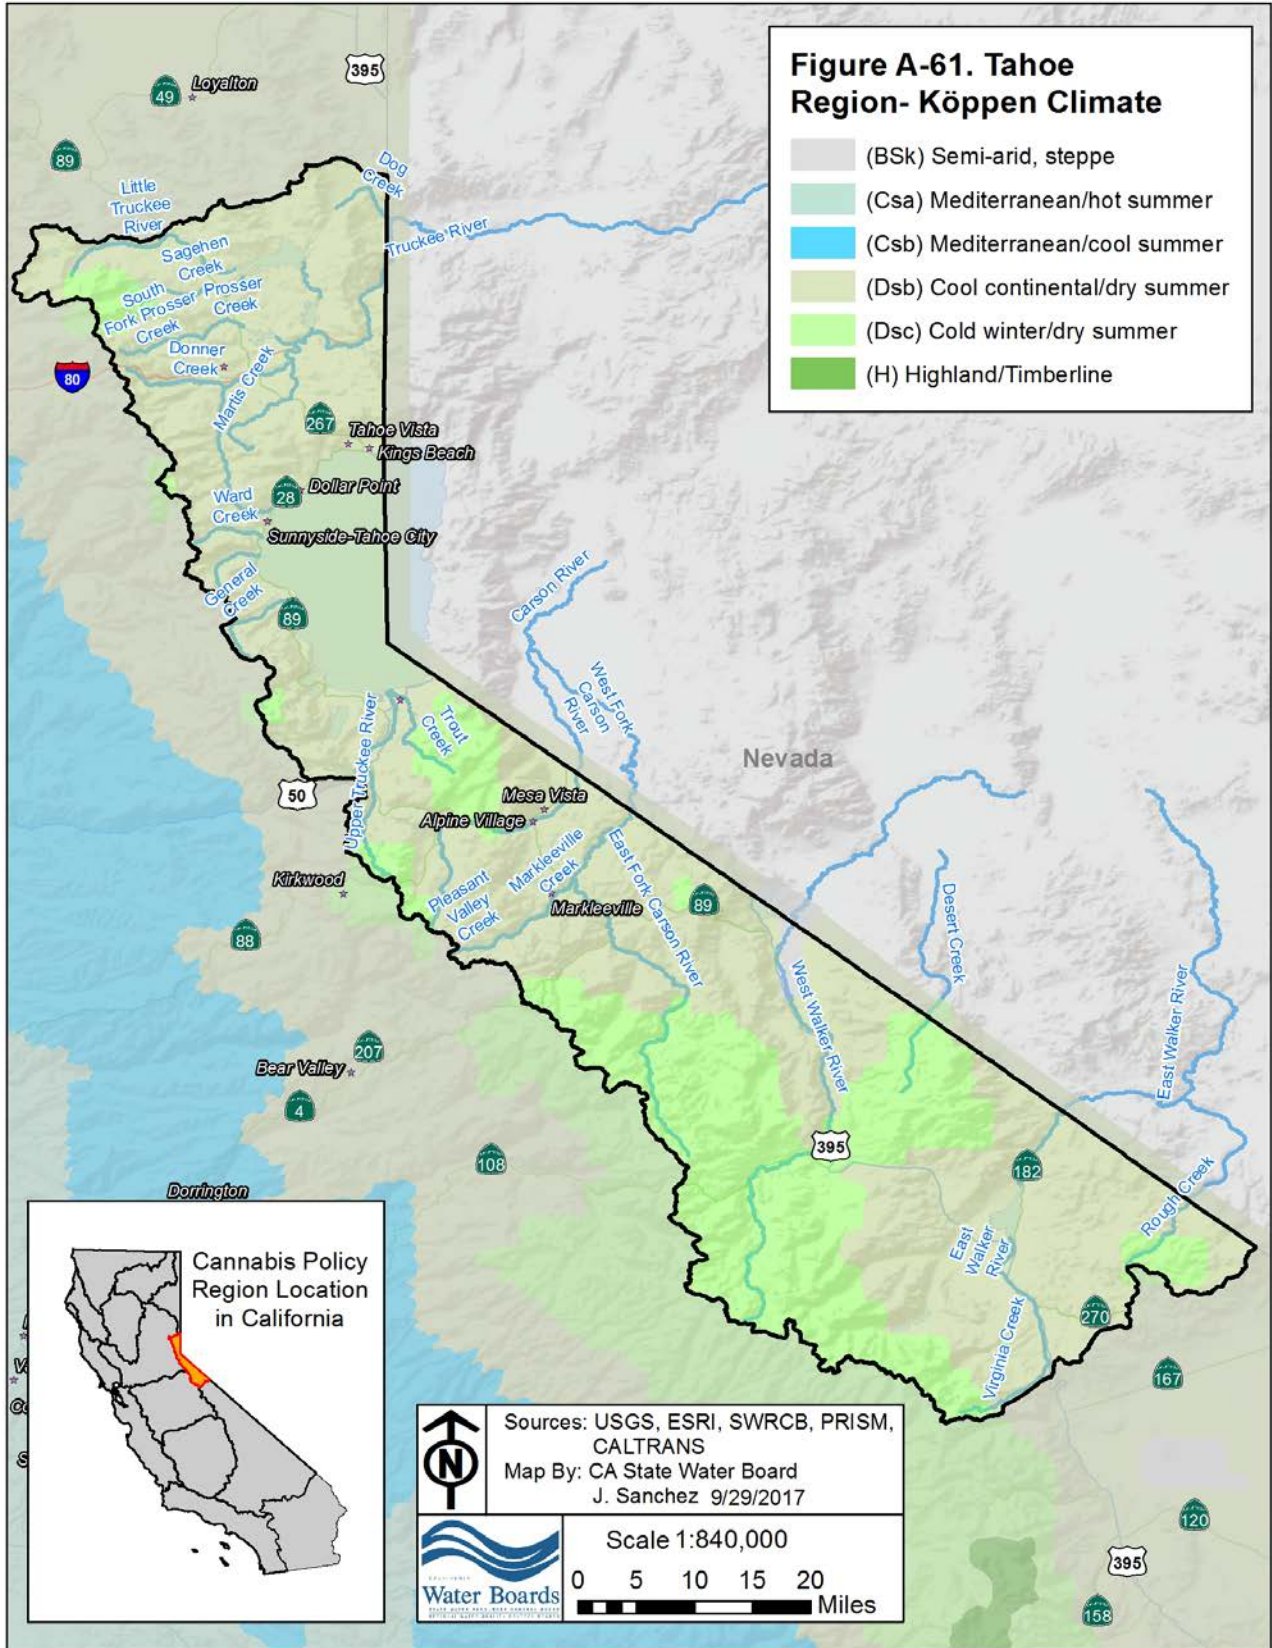 Figure A-61. Tahoe
Region- Köppen Climate
(BSk) Semi-arid, steppe
(Csa) Mediterranean/hot summer
(Csb) Mediterranean/cool summer
(Dsb) Cool continental/dry summer
(Dsc) Cold winter/dry summer
(H) Highland/Timberline
395
49
Loyalton
89
Dog
Creek
Little
Truckee
River
Truckee River
Sagehen
Creek
South
Fork Prosser
Creek
Prosser
Creek
Donner
Creek
80
Martis Creek
267
Tahoe Vista
Kings Beach
28
Dollar Point
Ward
Creek
Sunnyside-Tahoe City
General
Creek
89
Carson River
West Fork
Carson
River
Upper Truckee River
Trout
Creek
Nevada
50
Mesa Vista
Alpine Village
Kirkwood
Markleeville
Creek
East Fork Carson River
Pleasant
Valley
Creek
Markleeville
89
88
Desert Creek
West Walker River
East Walker River
207
Bear Valley
4
395
108
182
Dorrington
Rough Creek
East
Walker
River
270
Virginia Creek
167
Cannabis Policy
Region Location
in California
N
Sources: USGS, ESRI, SWRCB, PRISM,
CALTRANS
Map By: CA State Water Board
J. Sanchez 9/29/2017
Water Boards
Scale 1:840,000
0 5 10 15 20
Miles
120
395
158